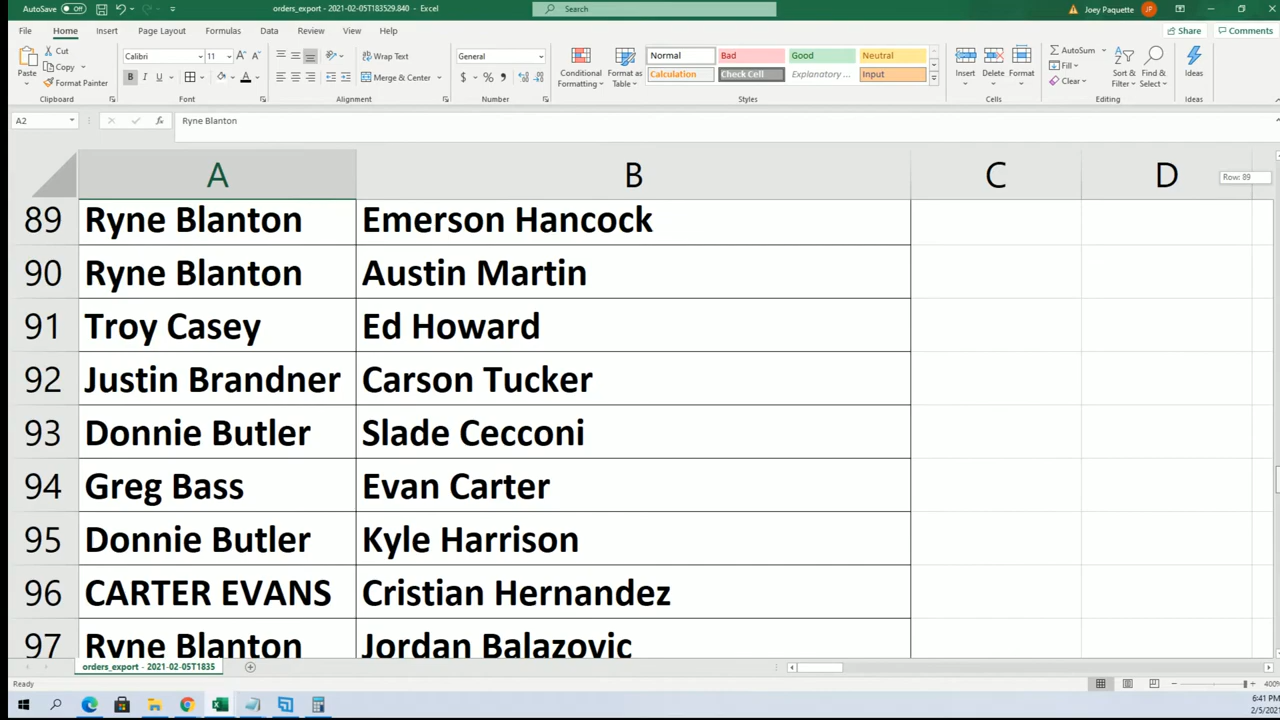 AutoSave Off orders_export - 2021-02-05T183529.840 - Excel Search Joey Paquette JP
File Home Insert Page Layout Formulas Data Review View Help Share Comments
Cut Calibri 11 Wrap Text General Normal Bad Good Neutral AutoSum
Copy Fill
Paste Format Painter Merge & Center Conditional Formatting Format as Table Calculation Check Cell Explanatory ... Input Insert Delete Format Clear Sort & Filter Find & Select Ideas
Clipboard Font Alignment Number Styles Cells Editing Ideas
A2 Ryne Blanton
A B C D Row: 89
89 Ryne Blanton Emerson Hancock
90 Ryne Blanton Austin Martin
91 Troy Casey Ed Howard
92 Justin Brandner Carson Tucker
93 Donnie Butler Slade Cecconi
94 Greg Bass Evan Carter
95 Donnie Butler Kyle Harrison
96 CARTER EVANS Cristian Hernandez
97 Ryne Blanton Jordan Balazovic
orders_export - 2021-02-05T1835
Ready 400%
6:41 PM
2/5/2021